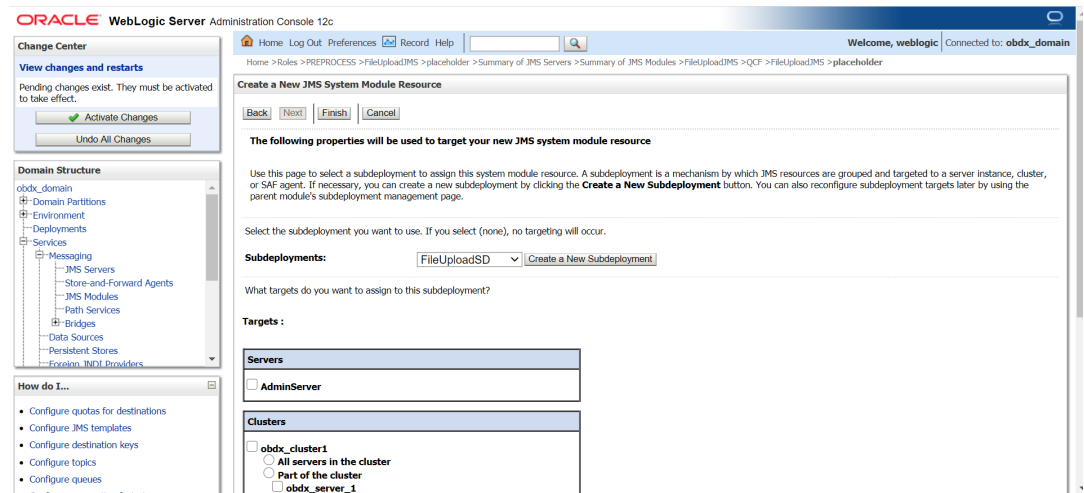 ORACLE® WebLogic Server Administration Console 12c
Change Center
View changes and restarts
Pending changes exist. They must be activated
to take effect.
Activate Changes
Undo All Changes
Domain Structure
obdx_domain
Domain Partitions
Environment
Deployments
Services
Messaging
JMS Servers
Store-and-Forward Agents
JMS Modules
Path Services
Bridges
Data Sources
Persistent Stores
Foreign JNDI Providers
How do I...
Configure quotas for destinations
Configure JMS templates
Configure destination keys
Configure topics
Configure queues
Home Log Out Preferences Record Help
Welcome, weblogic Connected to: obdx_domain
Home >Roles >PREPROCESS >FileUploadJMS >placeholder >Summary of JMS Servers >Summary of JMS Modules >FileUploadJMS >QCF >FileUploadJMS >placeholder
Create a New JMS System Module Resource
Back Next Finish Cancel
The following properties will be used to target your new JMS system module resource
Use this page to select a subdeployment to assign this system module resource. A subdeployment is a mechanism by which JMS resources are grouped and targeted to a server instance, cluster,
or SAF agent. If necessary, you can create a new subdeployment by clicking the Create a New Subdeployment button. You can also reconfigure subdeployment targets later by using the
parent module's subdeployment management page.
Select the subdeployment you want to use. If you select (none), no targeting will occur.
Subdeployments: FileUploadSD Create a New Subdeployment
What targets do you want to assign to this subdeployment?
Targets :
Servers
AdminServer
Clusters
obdx_cluster1
All servers in the cluster
Part of the cluster
obdx_server_1